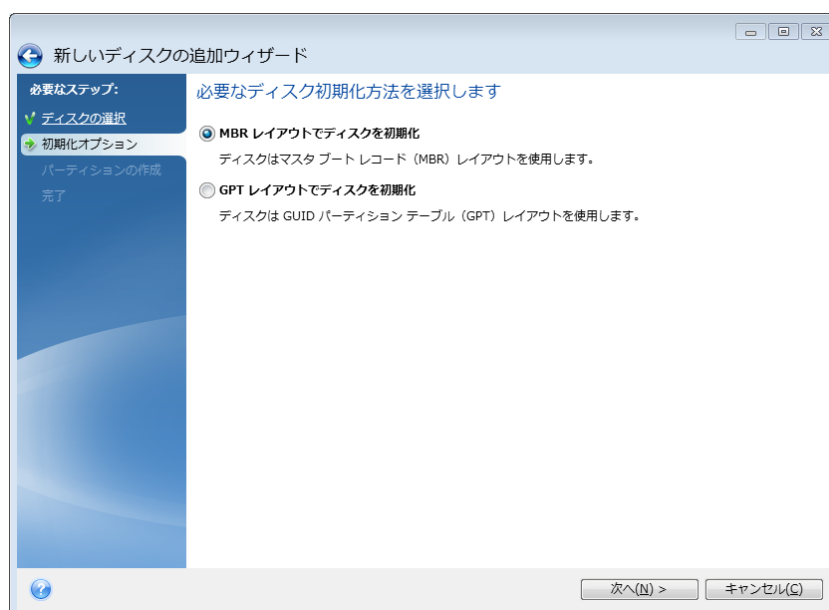 新しいディスクの追加ウィザード
必要なステップ:
ディスクの選択
初期化オプション
パーティションの作成
完了
必要なディスク初期化方法を選択します
MBR レイアウトでディスクを初期化
ディスクはマスタ ブート レコード（MBR）レイアウトを使用します。
GPT レイアウトでディスクを初期化
ディスクは GUID パーティション テーブル（GPT）レイアウトを使用します。
次へ(N) >
キャンセル(C)